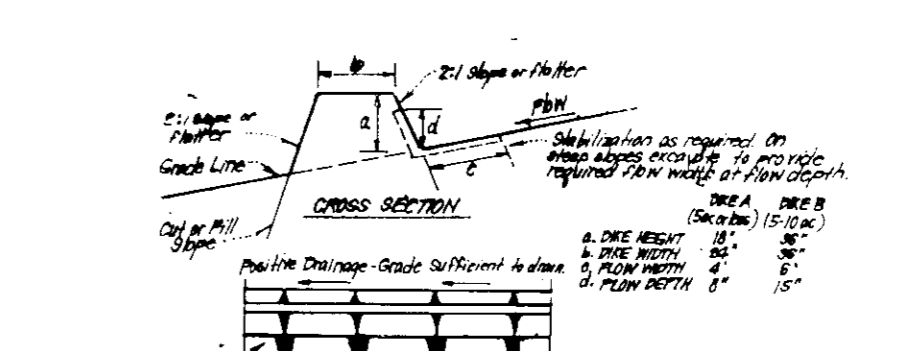 b
2:1 Slope or flatter
Flow
2:1 Slope or
flatter
a
d
Stabilization as required. On
steep slopes excavate to provide
required flow width at flow depth.
Grade Line
c
CROSS SECTION
Cut or Fill
Slope
DIKE A DIKE B
(5ac or less) (5-10 ac)
a. DIKE HEIGHT 18" 36"
b. DIKE WIDTH 24" 36"
c. FLOW WIDTH 4' 6'
d. FLOW DEPTH 8" 15"
Positive Drainage-Grade Sufficient to drain